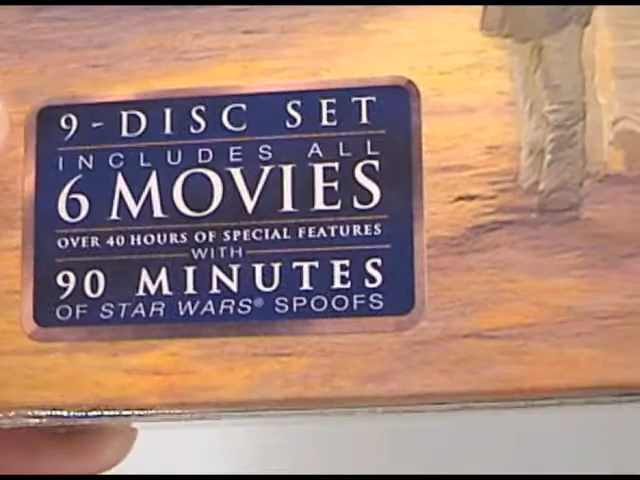 9-DISC SET
INCLUDES ALL
6 MOVIES
OVER 40 HOURS OF SPECIAL FEATURES
WITH
90 MINUTES
OF STAR WARS® SPOOFS